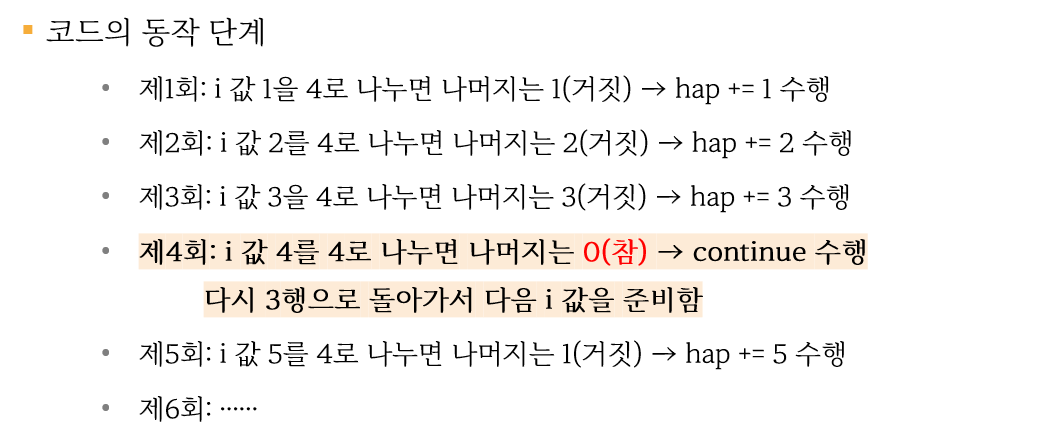 코드의 동작 단계
제1회: i 값 1을 4로 나누면 나머지는 1(거짓) → hap += 1 수행
제2회: i 값 2를 4로 나누면 나머지는 2(거짓) → hap += 2 수행
제3회: i 값 3을 4로 나누면 나머지는 3(거짓) → hap += 3 수행
제4회: i 값 4를 4로 나누면 나머지는 0(참) → continue 수행
다시 3행으로 돌아가서 다음 i 값을 준비함
제5회: i 값 5를 4로 나누면 나머지는 1(거짓) → hap += 5 수행
제6회: ……